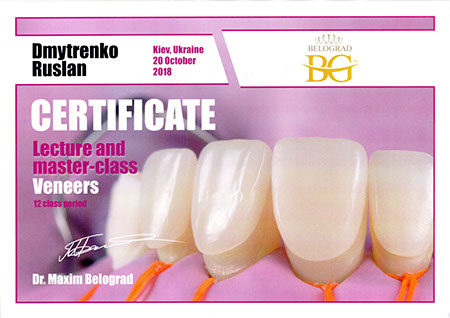 Dmytrenko
Ruslan
Kiev, Ukraine
20 October
2018
BELOGRAD
BG
CERTIFICATE
Lecture and
master-class
Veneers
12 class period
Dr. Maxim Belograd